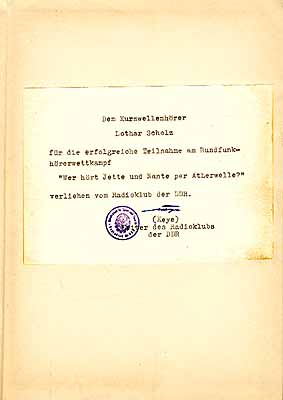 Dem Kurzwellenhörer
Lothar Scholz
für die erfolgreiche Teilnahme am Rundfunk-
hörerwettkampf
"Wer hört Jette und Nante per Ätherwelle?"
verliehen vom Radioklub der DDR.
(Keye)
Leiter des Radioklubs
der DDR